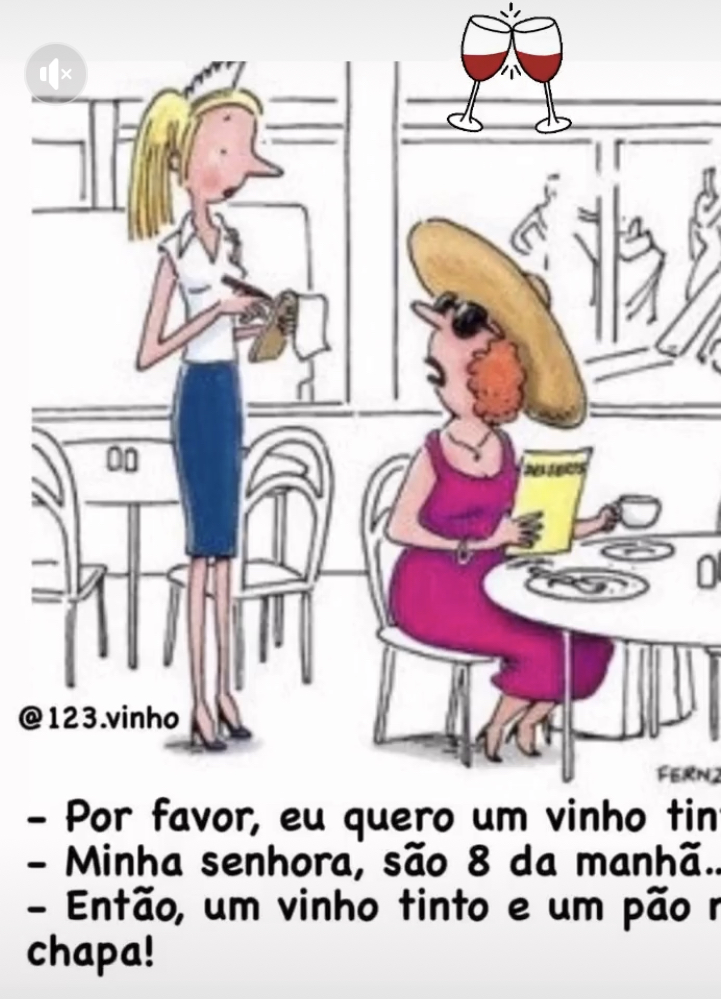 DESSERTS
@123.vinho
- Por favor, eu quero um vinho
- Minha senhora, são 8 da manhã..
- Então, um vinho tinto e um pão
chapa!